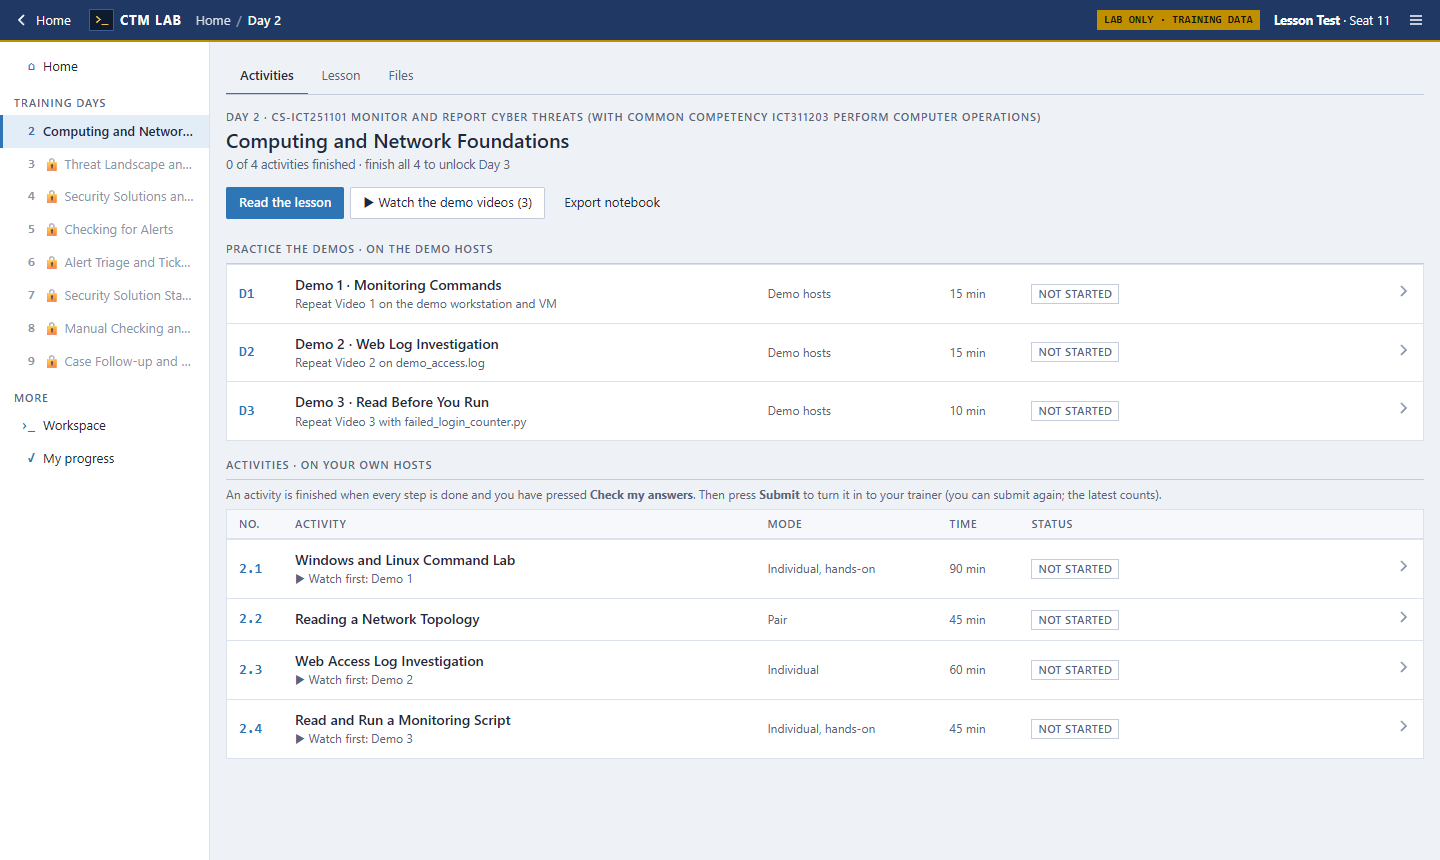 Home
>_ CTM LAB
Home / Day 2
LAB ONLY · TRAINING DATA
Lesson Test · Seat 11
Home
TRAINING DAYS
2 Computing and Networ...
3 Threat Landscape an...
4 Security Solutions an...
5 Checking for Alerts
6 Alert Triage and Tick...
7 Security Solution Sta...
8 Manual Checking an...
9 Case Follow-up and ...
MORE
>_ Workspace
✓ My progress
Activities
Lesson
Files
DAY 2 · CS-ICT251101 MONITOR AND REPORT CYBER THREATS (WITH COMMON COMPETENCY ICT311203 PERFORM COMPUTER OPERATIONS)
Computing and Network Foundations
0 of 4 activities finished · finish all 4 to unlock Day 3
Read the lesson
▶ Watch the demo videos (3)
Export notebook
PRACTICE THE DEMOS · ON THE DEMO HOSTS
D1 Demo 1 · Monitoring Commands Demo hosts 15 min NOT STARTED
Repeat Video 1 on the demo workstation and VM
D2 Demo 2 · Web Log Investigation Demo hosts 15 min NOT STARTED
Repeat Video 2 on demo_access.log
D3 Demo 3 · Read Before You Run Demo hosts 10 min NOT STARTED
Repeat Video 3 with failed_login_counter.py
ACTIVITIES · ON YOUR OWN HOSTS
An activity is finished when every step is done and you have pressed Check my answers. Then press Submit to turn it in to your trainer (you can submit again; the latest counts).
NO. ACTIVITY MODE TIME STATUS
2.1 Windows and Linux Command Lab Individual, hands-on 90 min NOT STARTED
▶ Watch first: Demo 1
2.2 Reading a Network Topology Pair 45 min NOT STARTED
2.3 Web Access Log Investigation Individual 60 min NOT STARTED
▶ Watch first: Demo 2
2.4 Read and Run a Monitoring Script Individual, hands-on 45 min NOT STARTED
▶ Watch first: Demo 3